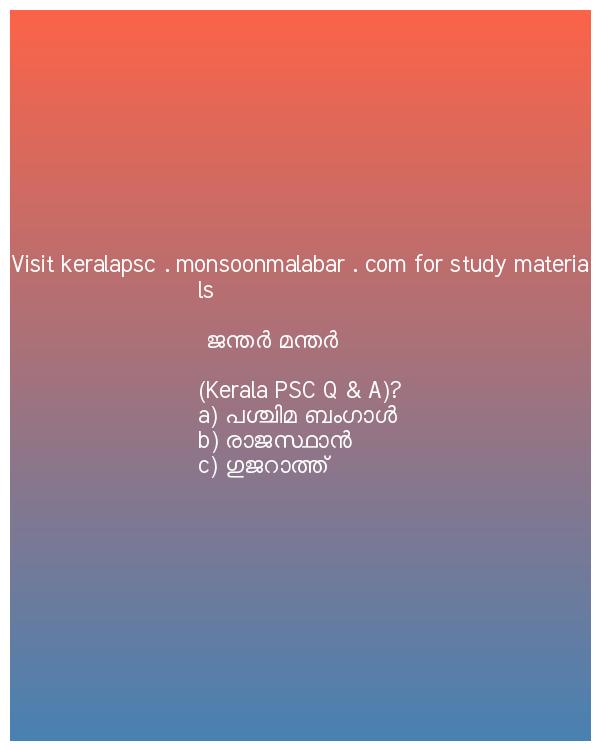 Visit keralapsc . monsoonmalabar . com for study materia
ls
ജന്തർ മന്തർ
(Kerala PSC Q & A)?
a) പശ്ചിമ ബംഗാൾ
b) രാജസ്ഥാൻ
c) ഗുജറാത്ത്